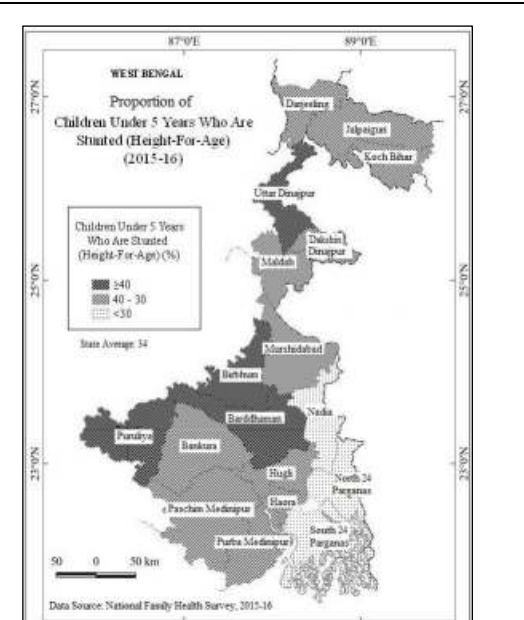 87°0'E 89°0'E
WEST BENGAL
Proportion of
Children Under 5 Years Who Are
Stunted (Height-For-Age)
(2015-16)
27°0'N
27°0'N
Darjeeling
Jalpaiguri
Koch Bihar
Uttar Dinajpur
Dakshin
Dinajpur
Maldah
Children Under 5 Years
Who Are Stunted
(Height-For-Age) (%)
≥40
40 - 30
<30
State Average: 34
25°0'N
25°0'N
Murshidabad
Birbhum
Barddhaman
Nadia
Puruliya
Bankura
Hugli
North 24
Parganas
23°0'N
23°0'N
Haora
Paschim Medinipur
South 24
Parganas
Purba Medinipur
50 0 50 km
Data Source: National Family Health Survey, 2015-16